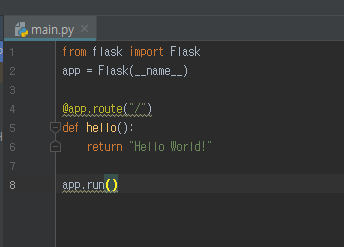 main.py
1 from flask import Flask
2 app = Flask(__name__)
3
4 @app.route("/")
5 def hello():
6 return "Hello World!"
7
8 app.run()